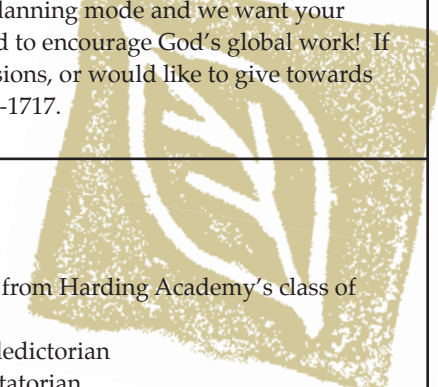 lanning mode and we want your
d to encourage God's global work! If
sions, or would like to give towards
-1717.
from Harding Academy's class of
ledictorian
tatorian